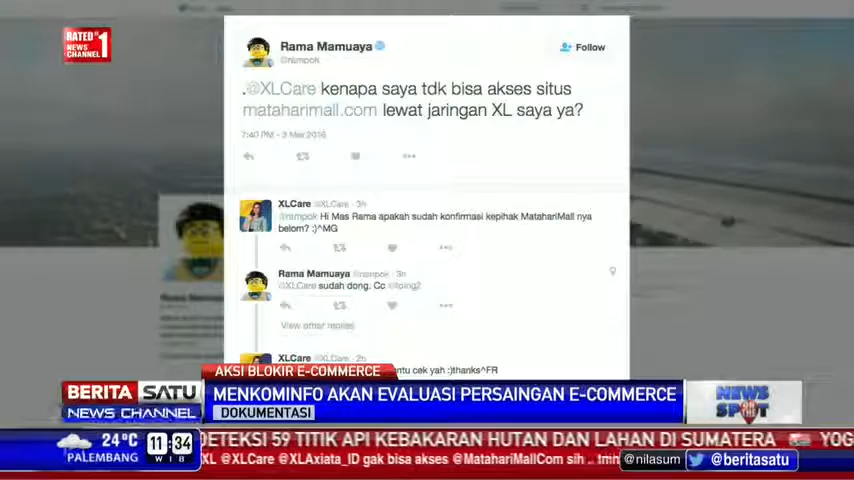 RATED #1
NEWS CHANNEL
Rama Mamuaya
@rampok
Follow
.@XLCare kenapa saya tdk bisa akses situs
mataharimall.com lewat jaringan XL saya ya?
7:40 PM - 3 Mar 2016
XLCare @XLCare · 3h
@rampok Hi Mas Rama apakah sudah konfirmasi kepihak MatahariMall nya
belom? :)^MG
Rama Mamuaya @rampok · 3h
@XLCare sudah dong. Cc
View other replies
Rama Mamuaya
XLCare @XLCare · 2h
cek yah :)thanks^FR
AKSI BLOKIR E-COMMERCE
BERITA SATU
NEWS CHANNEL
MENKOMINFO AKAN EVALUASI PERSAINGAN E-COMMERCE
DOKUMENTASI
NEWS
ON THE
SPOT
24°C
PALEMBANG
11:34
WIB
DETEKSI 59 TITIK API KEBAKARAN HUTAN DAN LAHAN DI SUMATERA
YOG
XL @XLCare @XLAxiata_ID gak bisa akses @MatahariMallCom sih ..
@nilasum
@beritasatu